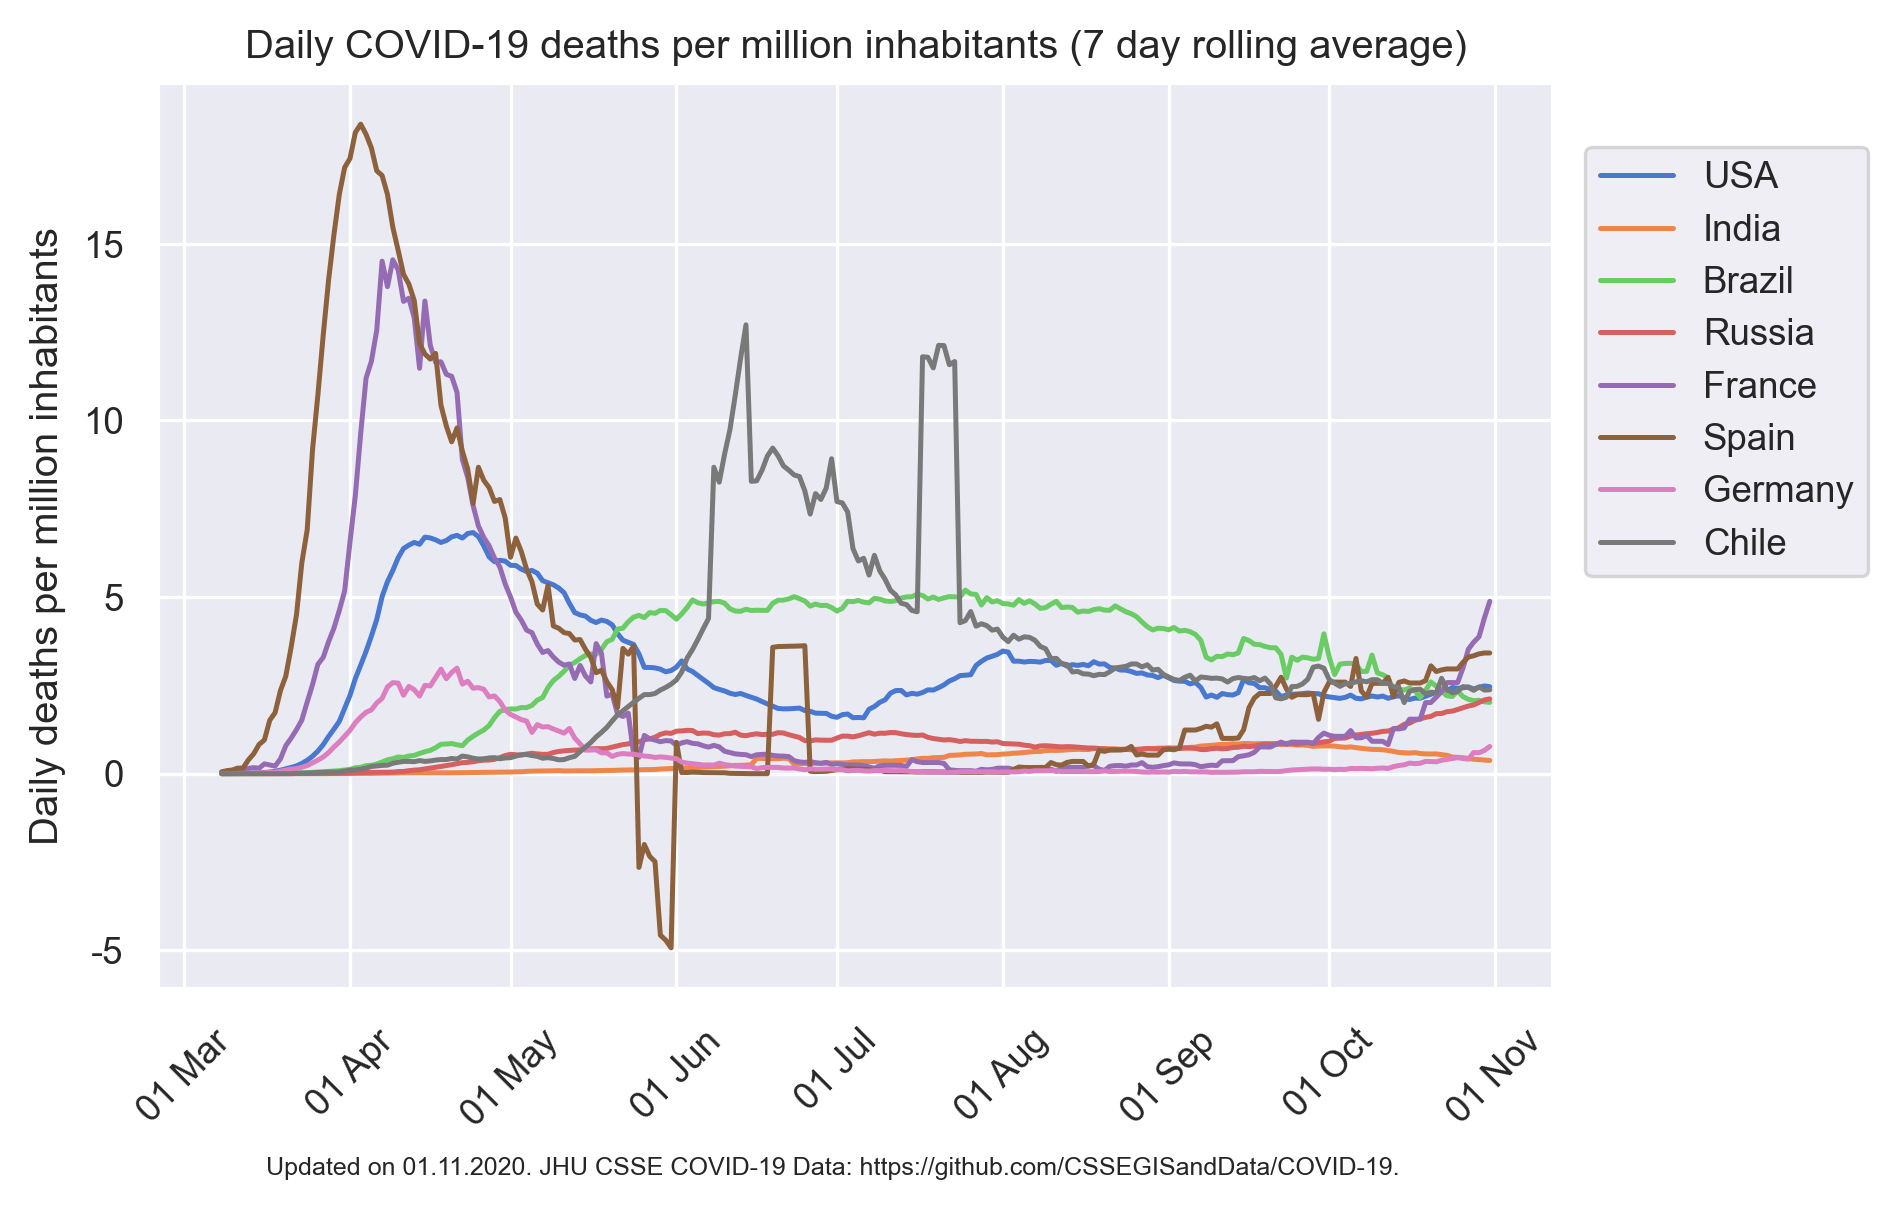 Daily COVID-19 deaths per million inhabitants (7 day rolling average)
Daily deaths per million inhabitants
15
10
5
0
-5
USA
India
Brazil
Russia
France
Spain
Germany
Chile
01 Mar
01 Apr
01 May
01 Jun
01 Jul
01 Aug
01 Sep
01 Oct
01 Nov
Updated on 01.11.2020. JHU CSSE COVID-19 Data: https://github.com/CSSEGISandData/COVID-19.